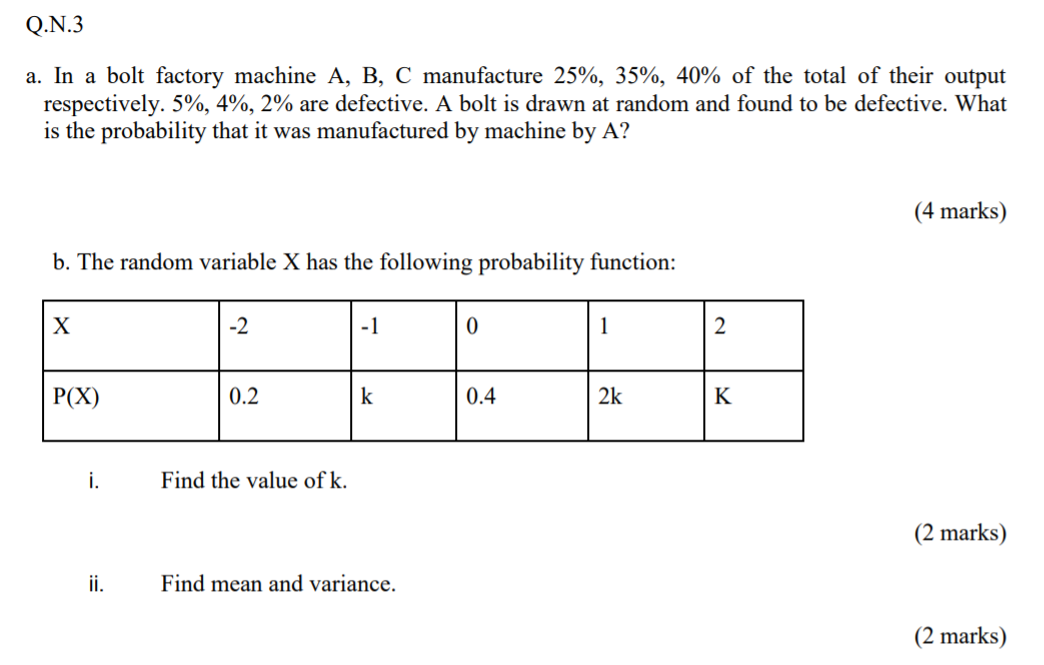 Q.N.3
a. In a bolt factory machine A, B, C manufacture 25%, 35%, 40% of the total of their output
respectively. 5%, 4%, 2% are defective. A bolt is drawn at random and found to be defective. What
is the probability that it was manufactured by machine by A?
(4 marks)
b. The random variable X has the following probability function:
X -2 -1 0 1 2
P(X) 0.2 k 0.4 2k K
i. Find the value of k.
(2 marks)
ii. Find mean and variance.
(2 marks)